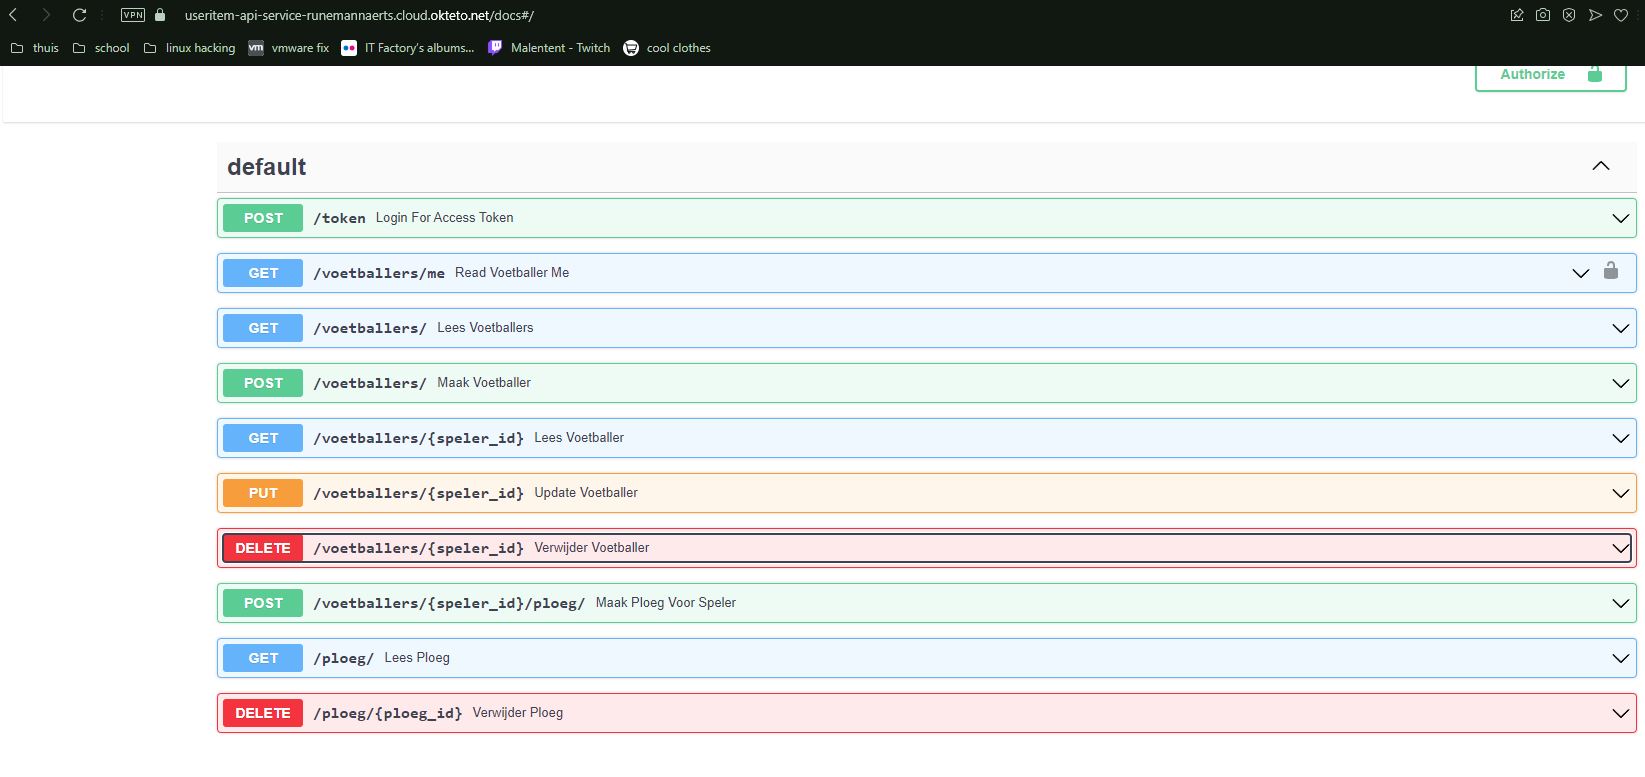 VPN useritem-api-service-runemannaerts.cloud.okteto.net/docs#/
thuis school linux hacking vm vmware fix IT Factory's albums... Malentent - Twitch cool clothes
Authorize
default
POST /token Login For Access Token
GET /voetballers/me Read Voetballer Me
GET /voetballers/ Lees Voetballers
POST /voetballers/ Maak Voetballer
GET /voetballers/{speler_id} Lees Voetballer
PUT /voetballers/{speler_id} Update Voetballer
DELETE /voetballers/{speler_id} Verwijder Voetballer
POST /voetballers/{speler_id}/ploeg/ Maak Ploeg Voor Speler
GET /ploeg/ Lees Ploeg
DELETE /ploeg/{ploeg_id} Verwijder Ploeg